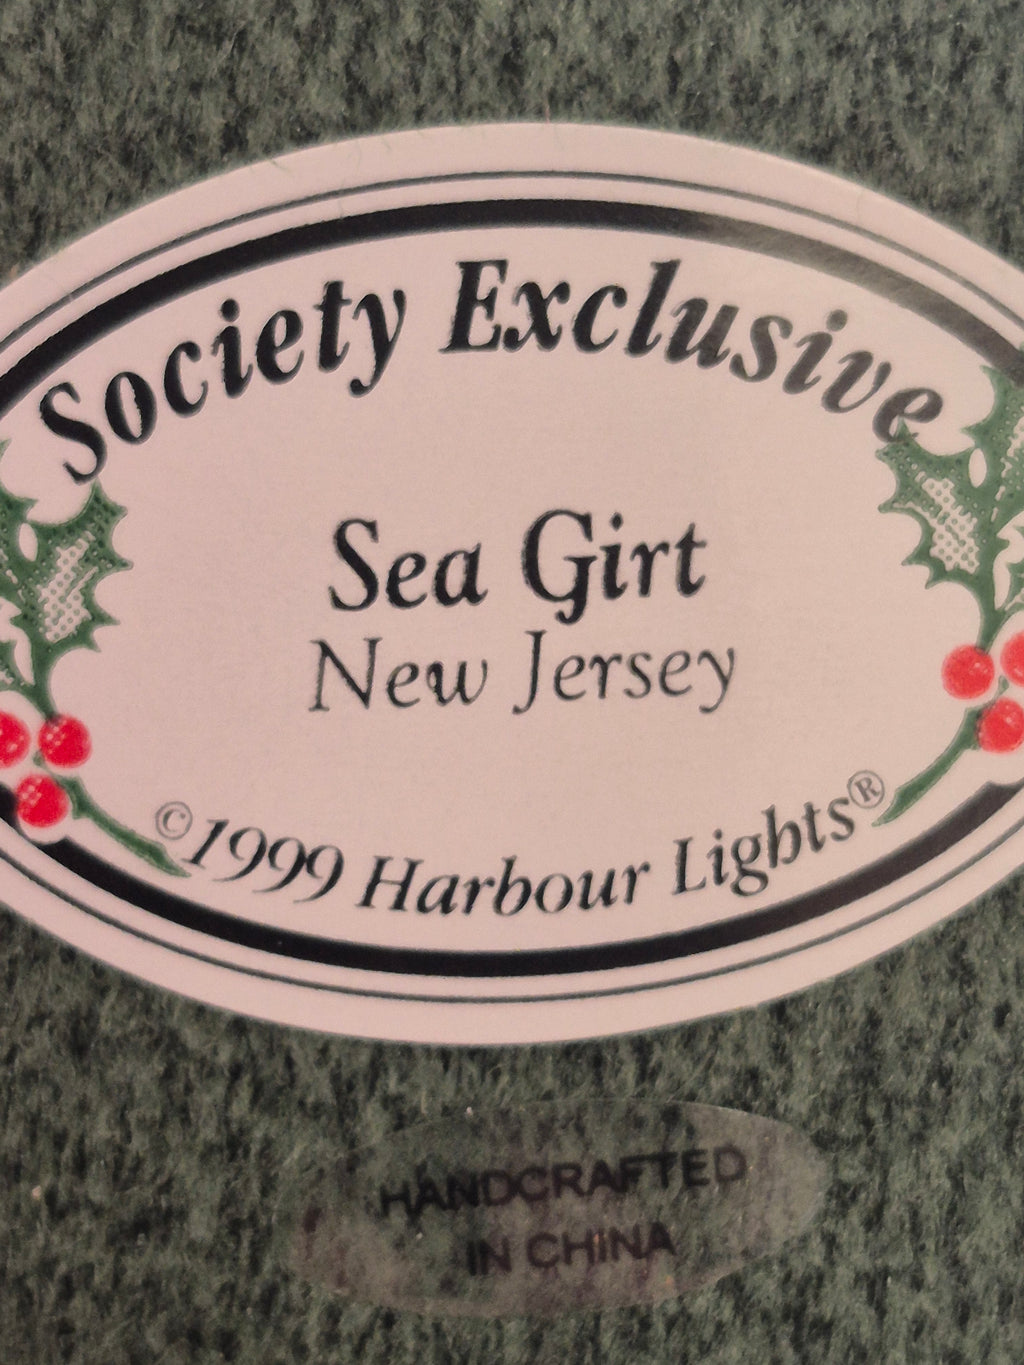 Society Exclusive
Sea Girt
New Jersey
©1999 Harbour Lights®
HANDCRAFTED
IN CHINA